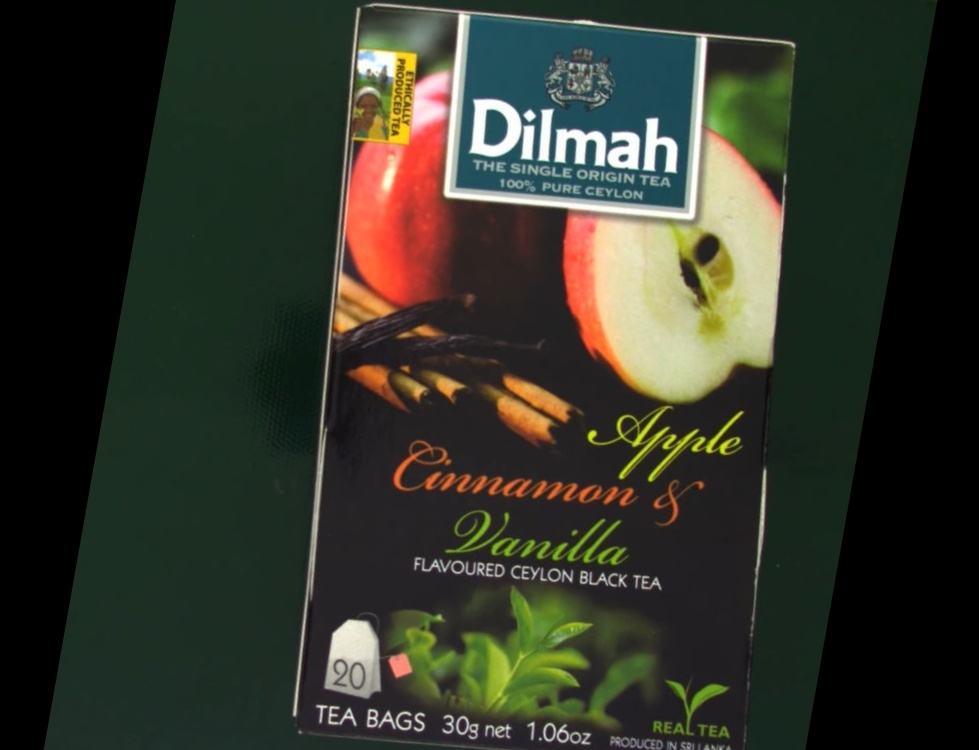 ETHICALLY
PRODUCED TEA
Dilmah
THE SINGLE ORIGIN TEA
100% PURE CEYLON
Apple
Cinnamon &
Vanilla
FLAVOURED CEYLON BLACK TEA
20
TEA BAGS 30g net 1.06oz
REAL TEA
PRODUCED IN SRI LANKA